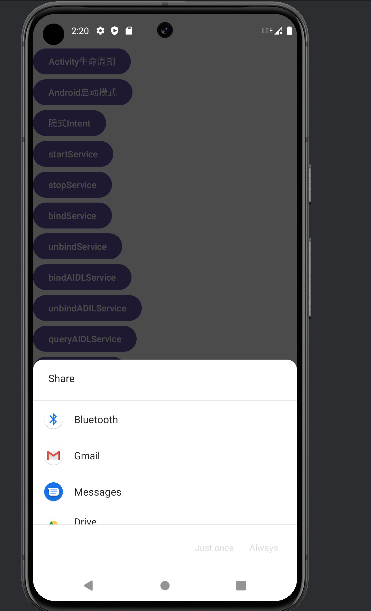 2:20
LTE
Activity生命周期
Android启动模式
隐式Intent
startService
stopService
bindService
unbindService
bindAIDLService
unbindADILService
queryAIDLService
Share
Bluetooth
Gmail
Messages
Drive
Just once
Always